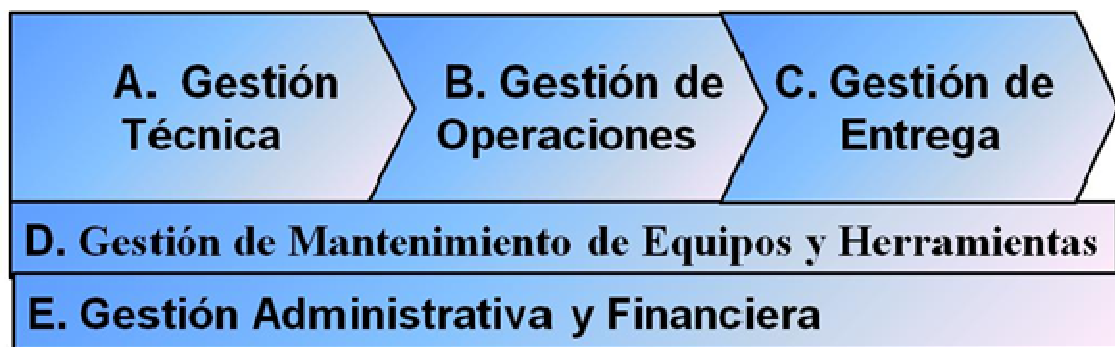 A. Gestión
Técnica
B. Gestión de
Operaciones
C. Gestión de
Entrega
D. Gestión de Mantenimiento de Equipos y Herramientas
E. Gestión Administrativa y Financiera